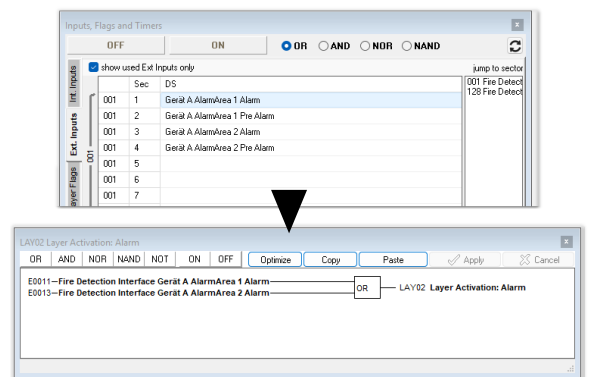 Inputs, Flags and Timers
OFF ON OR AND NOR NAND
show used Ext Inputs only jump to sector
Int. Inputs
Ext. Inputs
ayer Flags
001
Sec DS
001 1 Gerät A AlarmArea 1 Alarm
001 2 Gerät A AlarmArea 1 Pre Alarm
001 3 Gerät A AlarmArea 2 Alarm
001 4 Gerät A AlarmArea 2 Pre Alarm
001 5
001 6
001 7
001 Fire Detect
128 Fire Detect
LAY02 Layer Activation: Alarm
OR AND NOR NAND NOT ON OFF Optimize Copy Paste Apply Cancel
E0011 Fire Detection Interface Gerät A AlarmArea 1 Alarm
E0013 Fire Detection Interface Gerät A AlarmArea 2 Alarm
OR LAY02 Layer Activation: Alarm